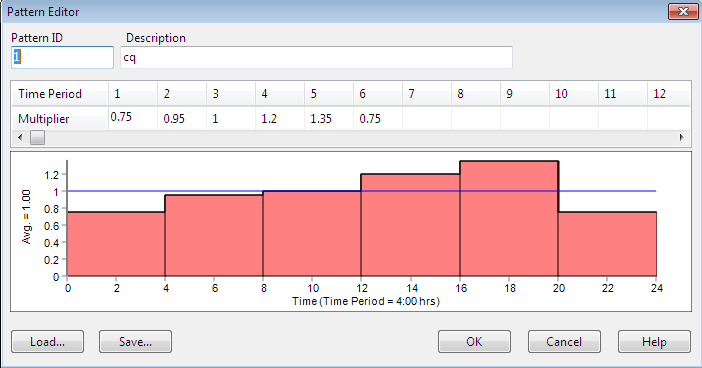 Pattern Editor
Pattern ID Description
1 cq
Time Period 1 2 3 4 5 6 7 8 9 10 11 12
Multiplier 0.75 0.95 1 1.2 1.35 0.75
Avg. = 1.00
1.2
1
0.8
0.6
0.4
0.2
0
0 2 4 6 8 10 12 14 16 18 20 22 24
Time (Time Period = 4:00 hrs)
Load... Save... OK Cancel Help